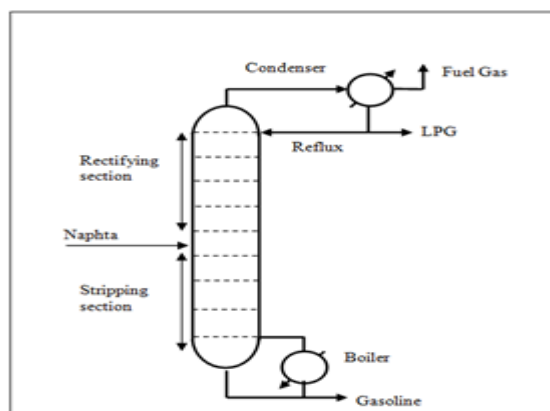 Condenser
Fuel Gas
LPG
Reflux
Rectifying
section
Naphta
Stripping
section
Boiler
Gasoline